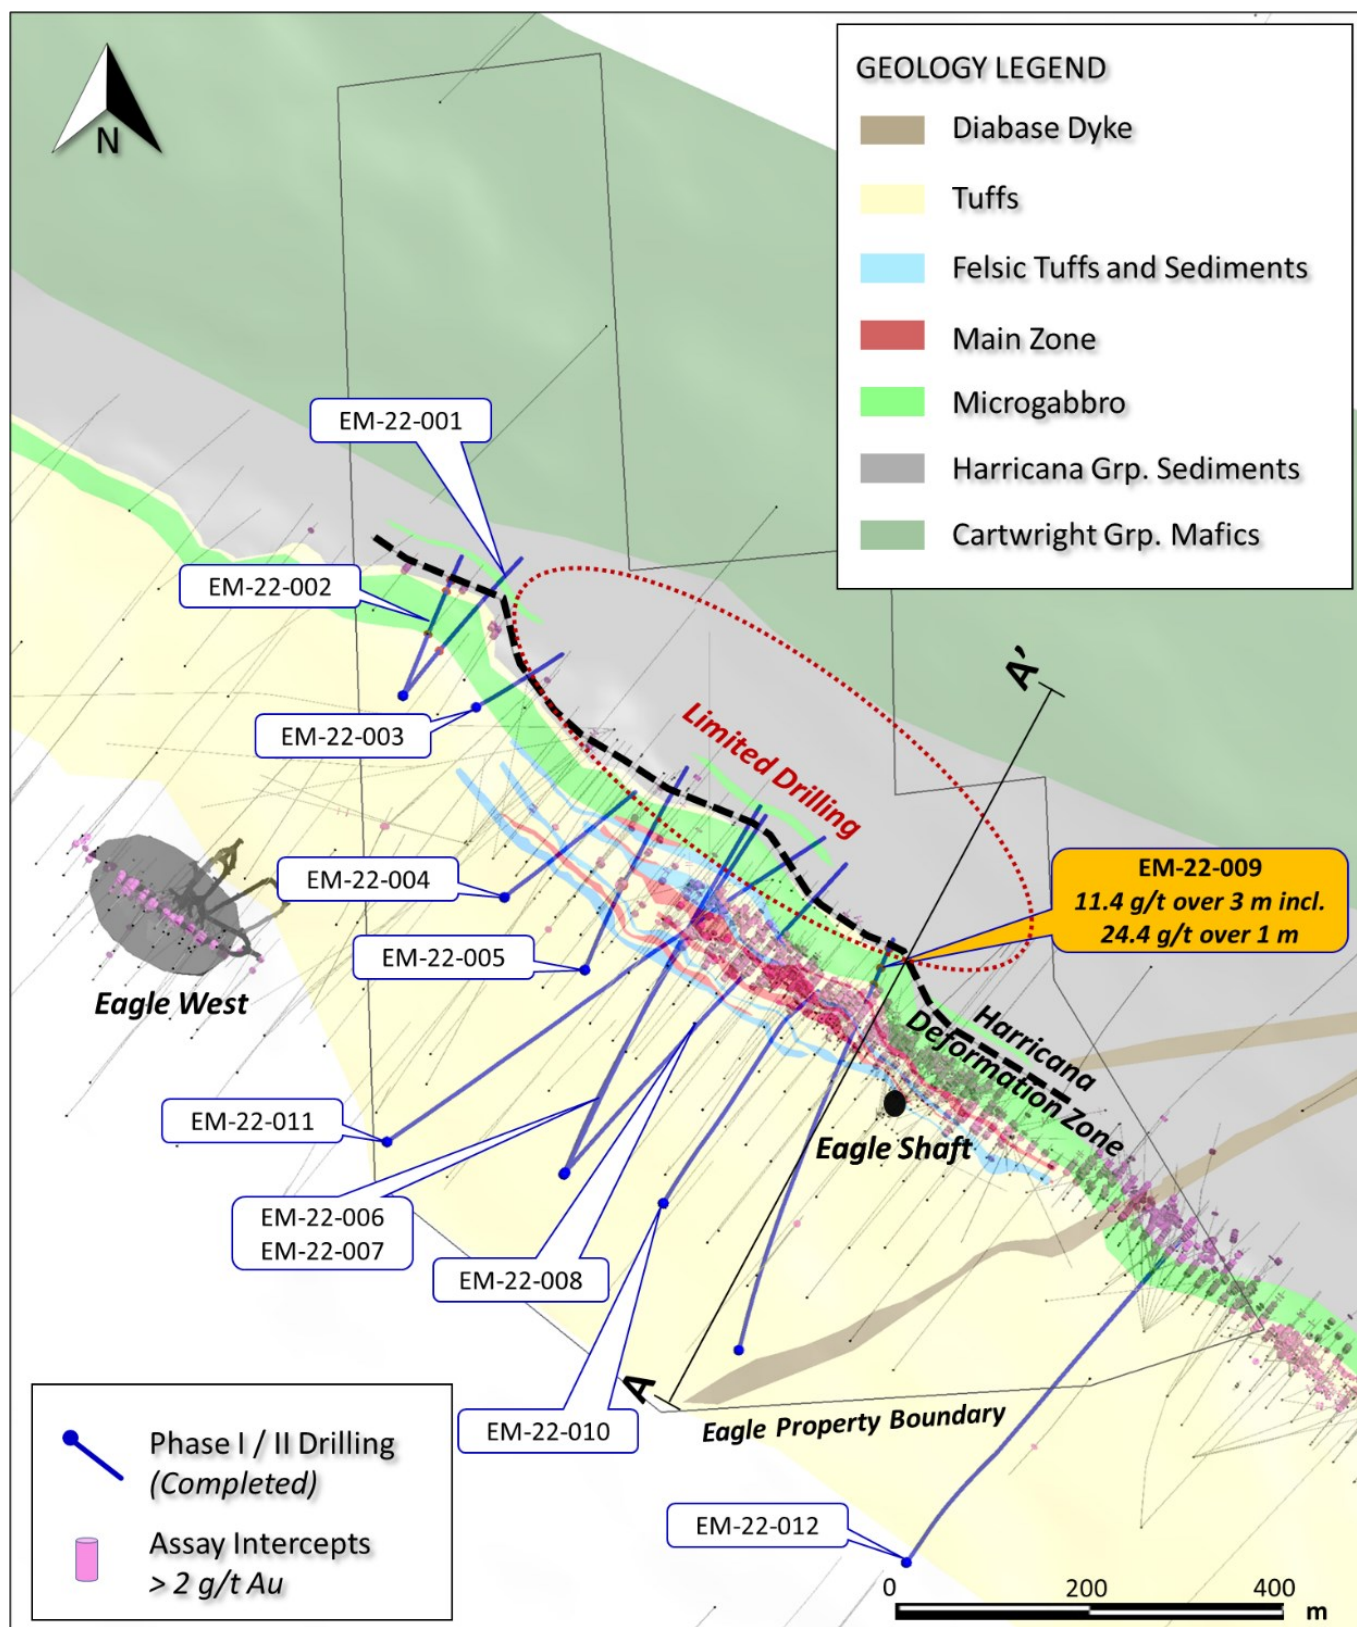 N
GEOLOGY LEGEND
Diabase Dyke
Tuffs
Felsic Tuffs and Sediments
Main Zone
Microgabbro
Harricana Grp. Sediments
Cartwright Grp. Mafics
EM-22-001
EM-22-002
EM-22-003
A’
Limited Drilling
EM-22-004
EM-22-009
11.4 g/t over 3 m incl.
24.4 g/t over 1 m
EM-22-005
Eagle West
Harricana
Deformation Zone
EM-22-011
Eagle Shaft
EM-22-006
EM-22-007
EM-22-008
A
EM-22-010
Eagle Property Boundary
Phase I / II Drilling
(Completed)
Assay Intercepts
> 2 g/t Au
EM-22-012
0 200 400
m